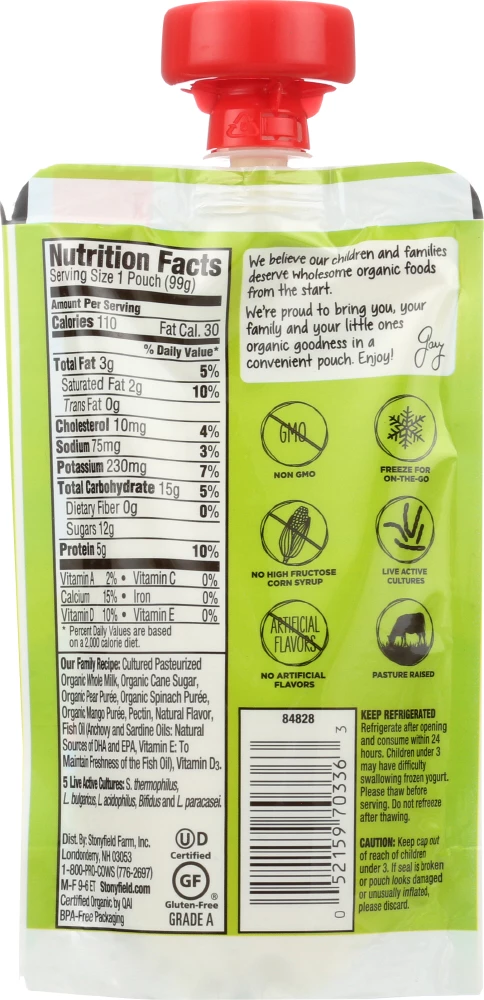 Nutrition Facts
Serving Size 1 Pouch (99g)
Amount Per Serving
Calories 110 Fat Cal. 30
% Daily Value*
Total Fat 3g 5%
Saturated Fat 2g 10%
Trans Fat 0g
Cholesterol 10mg 4%
Sodium 75mg 3%
Potassium 230mg 7%
Total Carbohydrate 15g 5%
Dietary Fiber 0g 0%
Sugars 12g
Protein 5g 10%
Vitamin A 2% • Vitamin C 0%
Calcium 15% • Iron 0%
Vitamin D 10% • Vitamin E 0%
* Percent Daily Values are based
on a 2,000 calorie diet.
Our Family Recipe: Cultured Pasteurized
Organic Whole Milk, Organic Cane Sugar,
Organic Pear Purée, Organic Spinach Purée,
Organic Mango Purée, Pectin, Natural Flavor,
Fish Oil (Anchovy and Sardine Oils: Natural
Sources of DHA and EPA, Vitamin E: To
Maintain Freshness of the Fish Oil), Vitamin D3.
5 Live Active Cultures: S. thermophilus,
L. bulgaricus, L. acidophilus, Bifidus and L. paracasei.
Dist. By: Stonyfield Farm, Inc.
Londonderry, NH 03053
1-800-PRO-COWS (776-2697)
M-F 9-6 ET Stonyfield.com
Certified Organic by QAI
BPA-Free Packaging
U D
Certified
GF
®
Gluten-Free
GRADE A
We believe our children and families
deserve wholesome organic foods
from the start.
We're proud to bring you, your
family and your little ones
organic goodness in a
convenient pouch. Enjoy!
Gary
GMO
NON GMO
FREEZE FOR
ON-THE-GO
NO HIGH FRUCTOSE
CORN SYRUP
LIVE ACTIVE
CULTURES
ARTIFICIAL
FLAVORS
NO ARTIFICIAL
FLAVORS
PASTURE RAISED
84828
0 52159 70336 3
KEEP REFRIGERATED
Refrigerate after opening
and consume within 24
hours. Children under 3
may have difficulty
swallowing frozen yogurt.
Please thaw before
serving. Do not refreeze
after thawing.
CAUTION: Keep cap out
of reach of children
under 3. If seal is broken
or pouch looks damaged
or unusually inflated,
please discard.